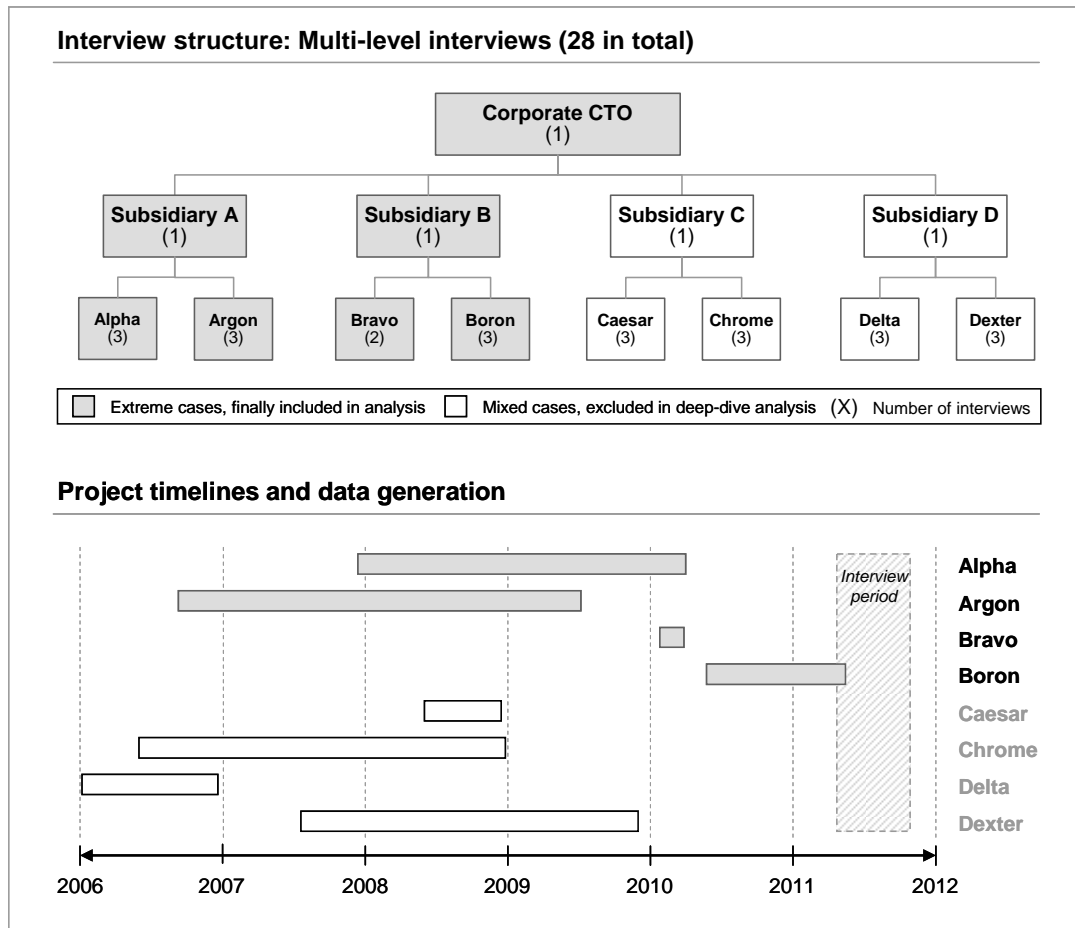 Interview structure: Multi-level interviews (28 in total)
Corporate CTO
(1)
Subsidiary A
(1)
Subsidiary B
(1)
Subsidiary C
(1)
Subsidiary D
(1)
Alpha
(3)
Argon
(3)
Bravo
(2)
Boron
(3)
Caesar
(3)
Chrome
(3)
Delta
(3)
Dexter
(3)
Extreme cases, finally included in analysis
Mixed cases, excluded in deep-dive analysis
(X) Number of interviews
Project timelines and data generation
Interview
period
Alpha
Argon
Bravo
Boron
Caesar
Chrome
Delta
Dexter
2006 2007 2008 2009 2010 2011 2012